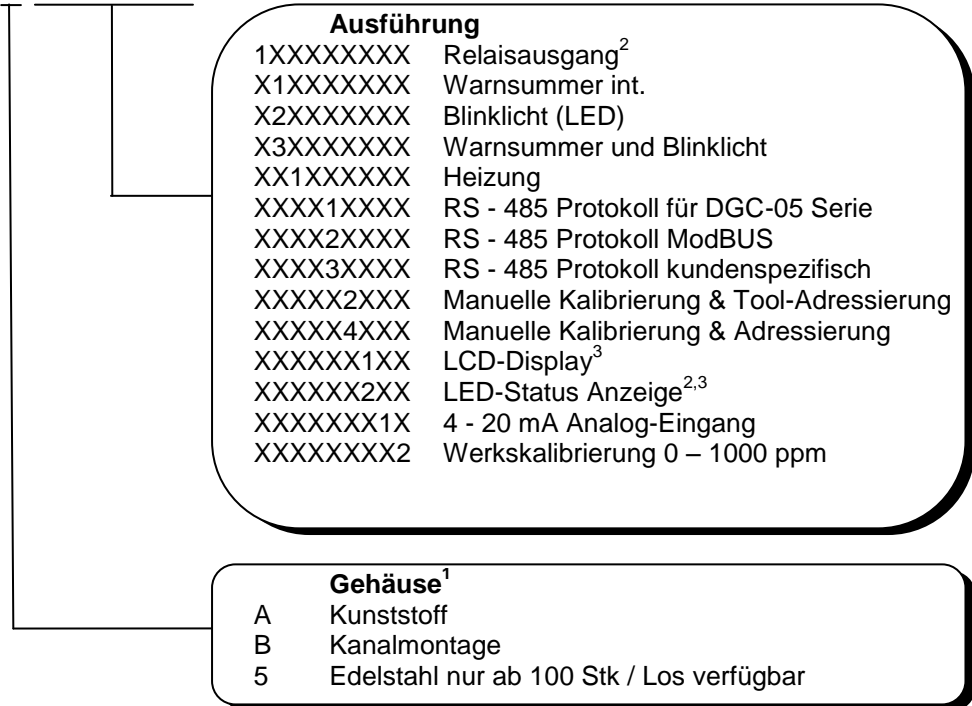 Ausführung
1XXXXXXXX Relaisausgang²
X1XXXXXXX Warnsummer int.
X2XXXXXXX Blinklicht (LED)
X3XXXXXXX Warnsummer und Blinklicht
XX1XXXXXX Heizung
XXXX1XXXX RS - 485 Protokoll für DGC-05 Serie
XXXX2XXXX RS - 485 Protokoll ModBUS
XXXX3XXXX RS - 485 Protokoll kundenspezifisch
XXXXX2XXX Manuelle Kalibrierung & Tool-Adressierung
XXXXX4XXX Manuelle Kalibrierung & Adressierung
XXXXXX1XX LCD-Display³
XXXXXX2XX LED-Status Anzeige²,³
XXXXXXX1X 4 - 20 mA Analog-Eingang
XXXXXXXX2 Werkskalibrierung 0 – 1000 ppm
Gehäuse¹
A Kunststoff
B Kanalmontage
5 Edelstahl nur ab 100 Stk / Los verfügbar